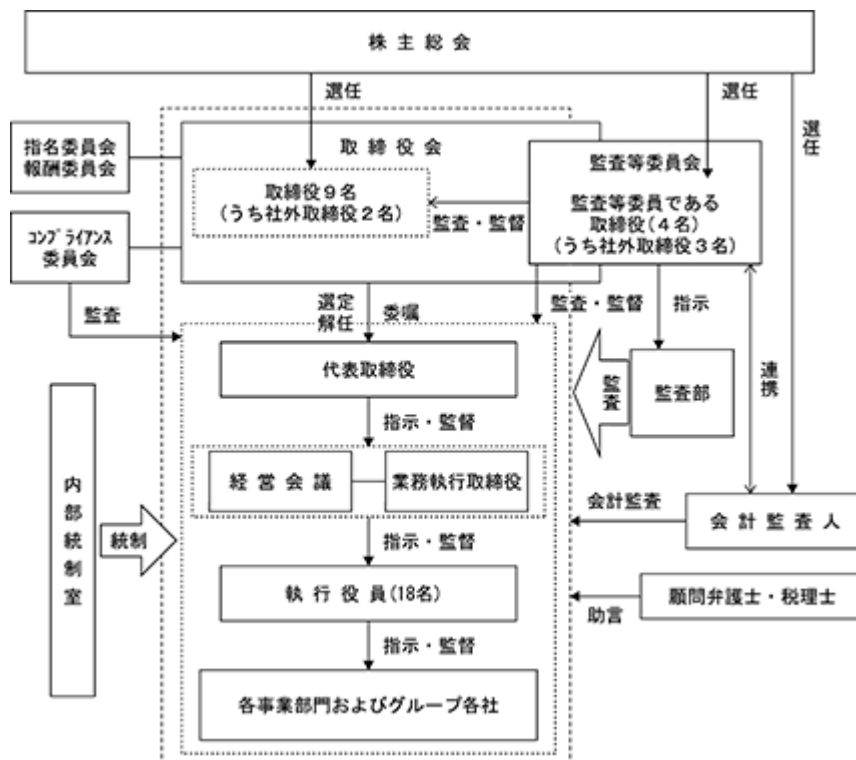 株主総会
選任
選任
選任
指名委員会
報酬委員会
取締役会
取締役9名
(うち社外取締役2名)
監査等委員会
監査等委員である
取締役(4名)
(うち社外取締役3名)
監査・監督
コンプライアンス
委員会
監査
選定
解任
委嘱
監査・監督
指示
代表取締役
監査
監査部
連携
指示・監督
経営会議
業務執行取締役
内部統制室
統制
会計監査
会計監査人
指示・監督
執行役員(18名)
顧問弁護士・税理士
助言
指示・監督
各事業部門およびグループ各社